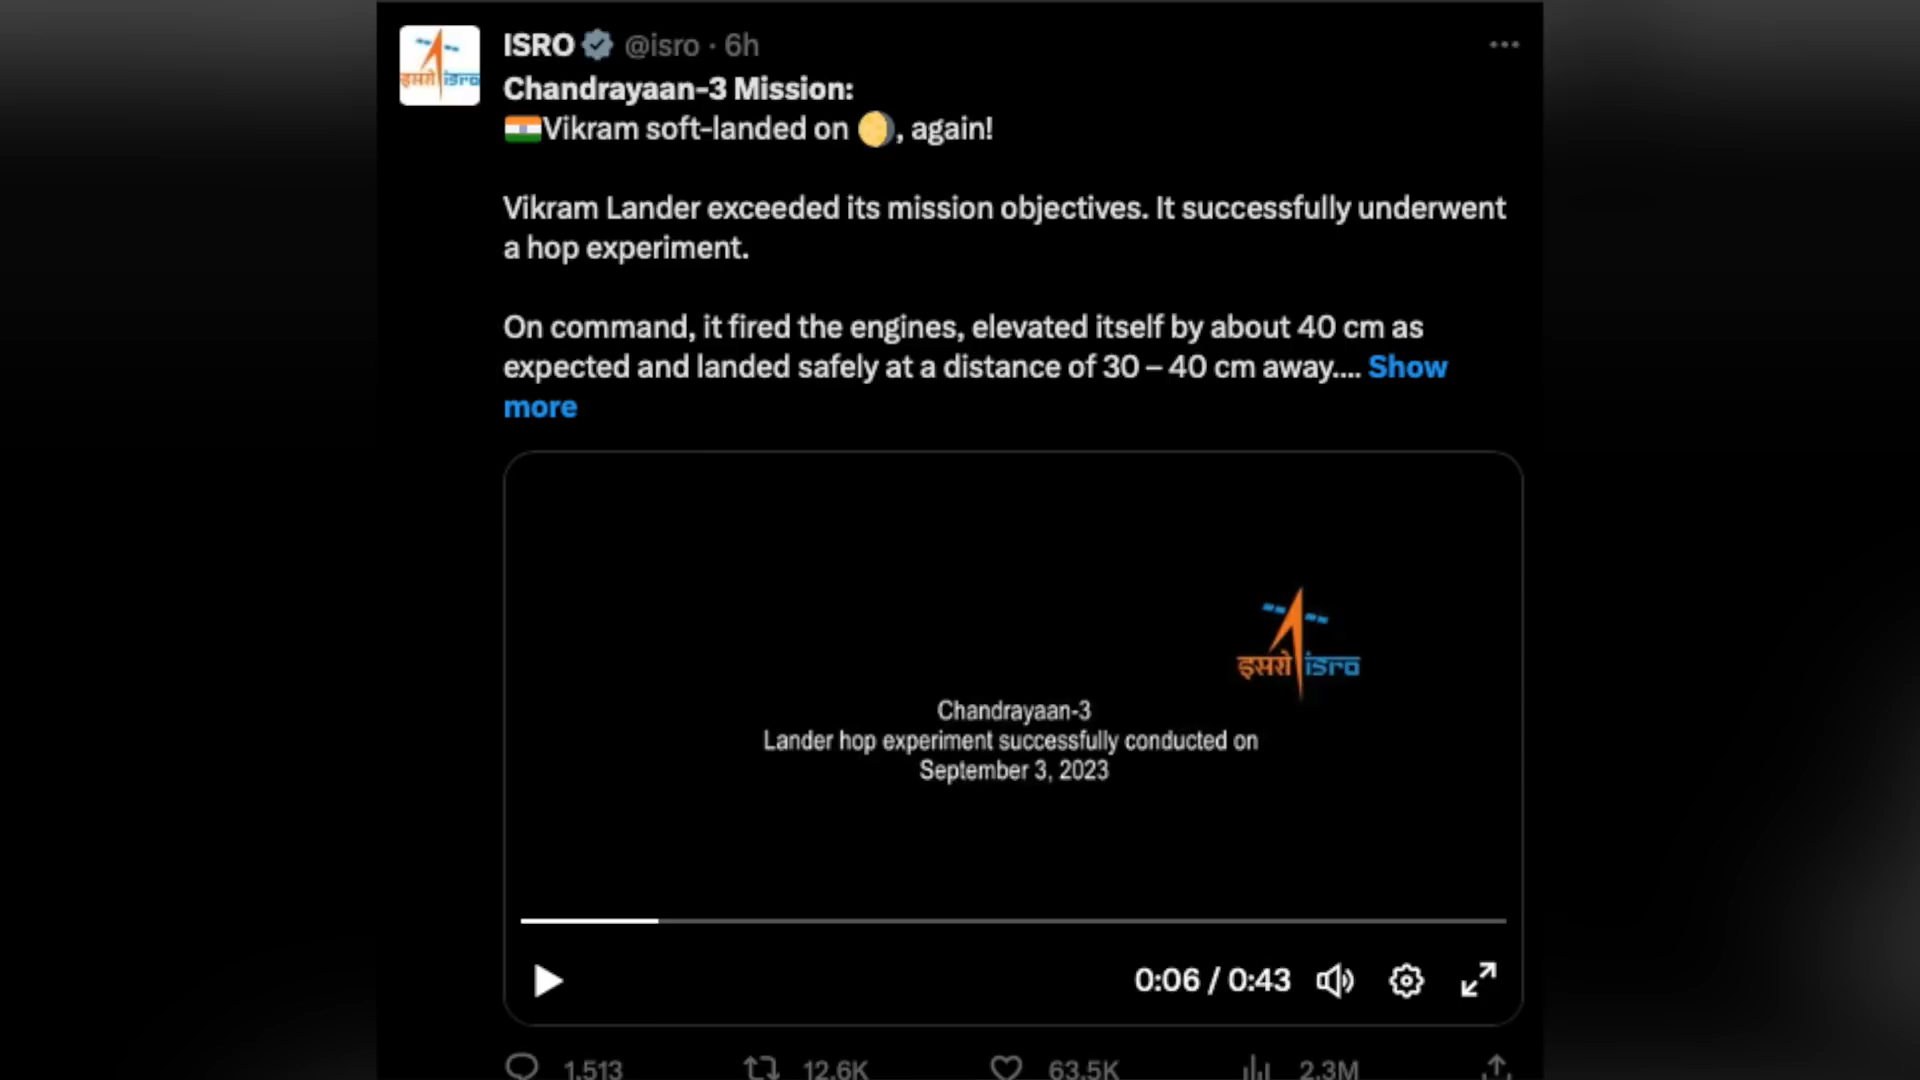 ISRO @isro · 6h
इसरो isro
Chandrayaan-3 Mission:
🇮🇳Vikram soft-landed on 🌖, again!
Vikram Lander exceeded its mission objectives. It successfully underwent
a hop experiment.
On command, it fired the engines, elevated itself by about 40 cm as
expected and landed safely at a distance of 30 – 40 cm away.... Show
more
इसरो isro
Chandrayaan-3
Lander hop experiment successfully conducted on
September 3, 2023
0:06 / 0:43
1,513 12.6K 63.5K 2.3M